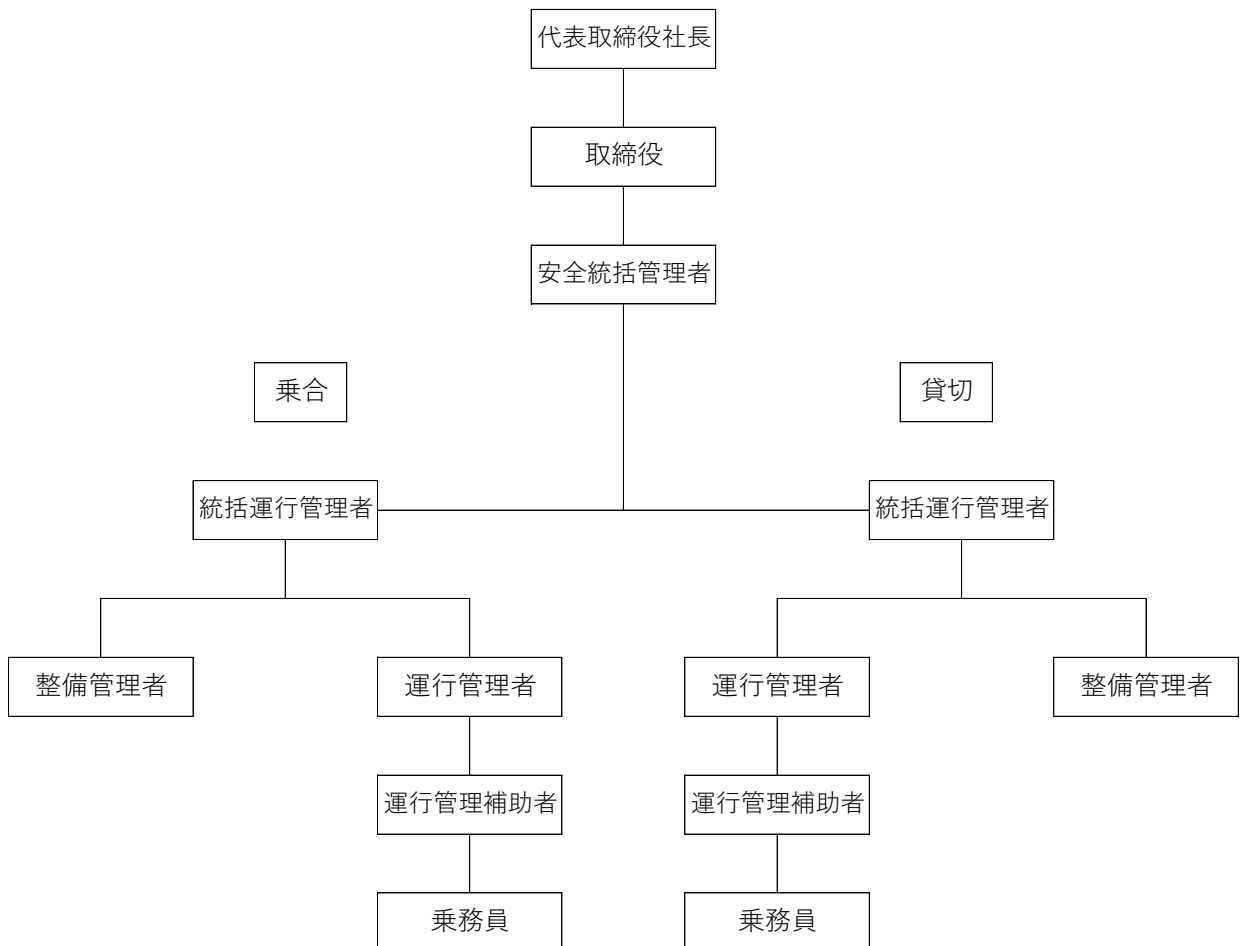 代表取締役社長
取締役
安全統括管理者
乗合
貸切
統括運行管理者
統括運行管理者
整備管理者
運行管理者
運行管理者
整備管理者
運行管理補助者
運行管理補助者
乗務員
乗務員